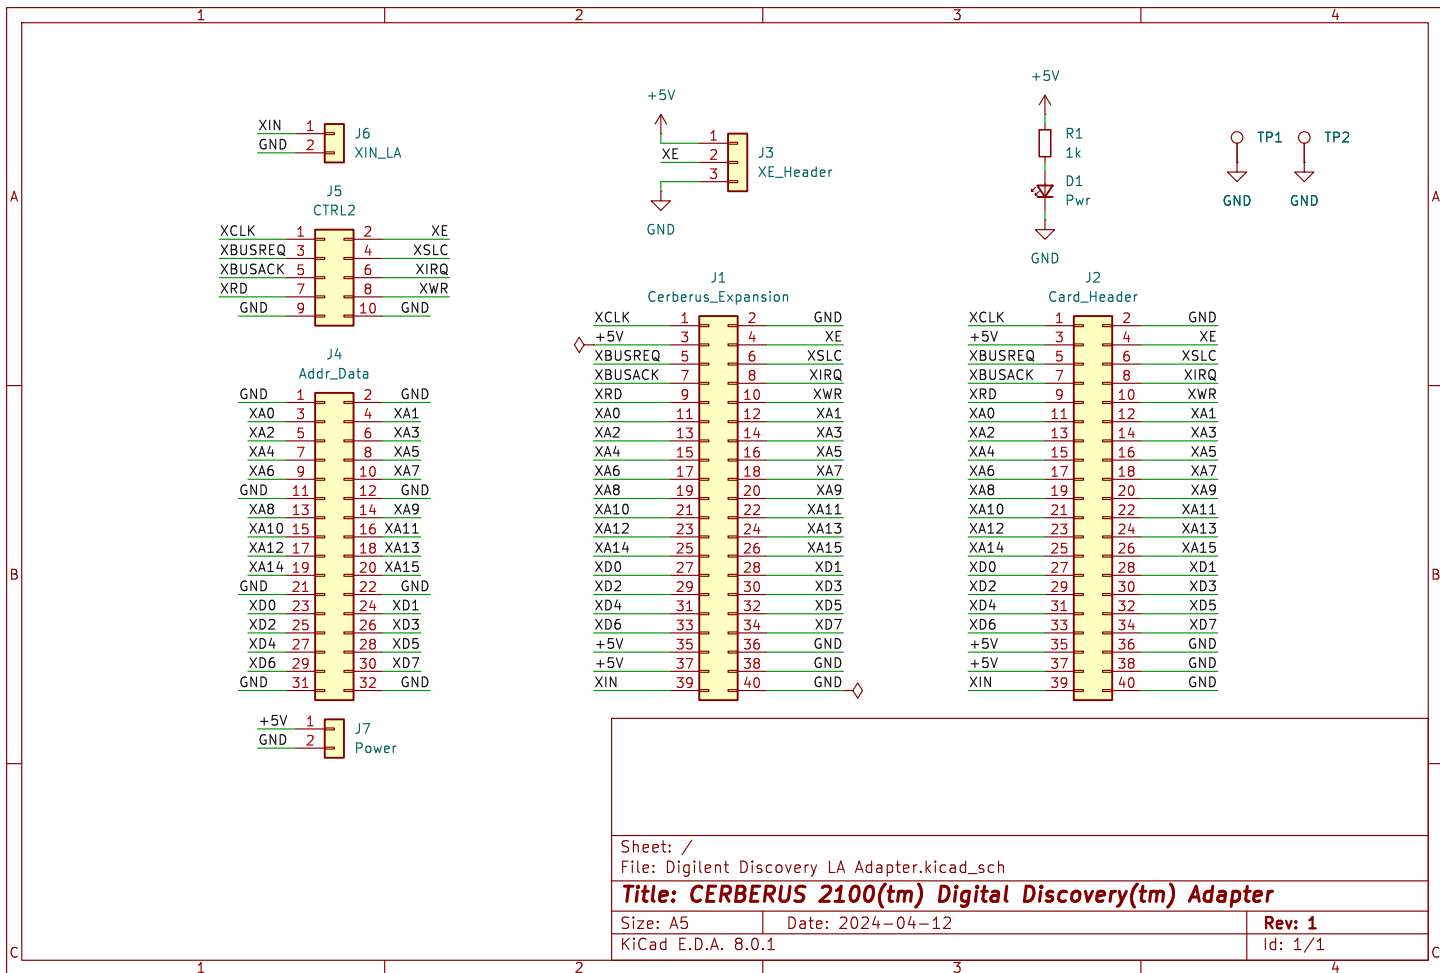 1 2 3 4
A A
B B
C C
1 2 3 4
XIN 1
GND 2
J6
XIN_LA
J5
CTRL2
XCLK 1 2 XE
XBUSREQ 3 4 XSLC
XBUSACK 5 6 XIRQ
XRD 7 8 XWR
GND 9 10 GND
J4
Addr_Data
GND 1 2 GND
XA0 3 4 XA1
XA2 5 6 XA3
XA4 7 8 XA5
XA6 9 10 XA7
GND 11 12 GND
XA8 13 14 XA9
XA10 15 16 XA11
XA12 17 18 XA13
XA14 19 20 XA15
GND 21 22 GND
XD0 23 24 XD1
XD2 25 26 XD3
XD4 27 28 XD5
XD6 29 30 XD7
GND 31 32 GND
+5V 1
GND 2
J7
Power
+5V
1
XE 2
3
GND
J3
XE_Header
+5V
R1
1k
D1
Pwr
GND
TP1
GND
TP2
GND
J1
Cerberus_Expansion
XCLK 1 2 GND
+5V 3 4 XE
XBUSREQ 5 6 XSLC
XBUSACK 7 8 XIRQ
XRD 9 10 XWR
XA0 11 12 XA1
XA2 13 14 XA3
XA4 15 16 XA5
XA6 17 18 XA7
XA8 19 20 XA9
XA10 21 22 XA11
XA12 23 24 XA13
XA14 25 26 XA15
XD0 27 28 XD1
XD2 29 30 XD3
XD4 31 32 XD5
XD6 33 34 XD7
+5V 35 36 GND
+5V 37 38 GND
XIN 39 40 GND
J2
Card_Header
XCLK 1 2 GND
+5V 3 4 XE
XBUSREQ 5 6 XSLC
XBUSACK 7 8 XIRQ
XRD 9 10 XWR
XA0 11 12 XA1
XA2 13 14 XA3
XA4 15 16 XA5
XA6 17 18 XA7
XA8 19 20 XA9
XA10 21 22 XA11
XA12 23 24 XA13
XA14 25 26 XA15
XD0 27 28 XD1
XD2 29 30 XD3
XD4 31 32 XD5
XD6 33 34 XD7
+5V 35 36 GND
+5V 37 38 GND
XIN 39 40 GND
Sheet: /
File: Digilent Discovery LA Adapter.kicad_sch
Title: CERBERUS 2100(tm) Digital Discovery(tm) Adapter
Size: A5 Date: 2024-04-12 Rev: 1
KiCad E.D.A. 8.0.1 Id: 1/1